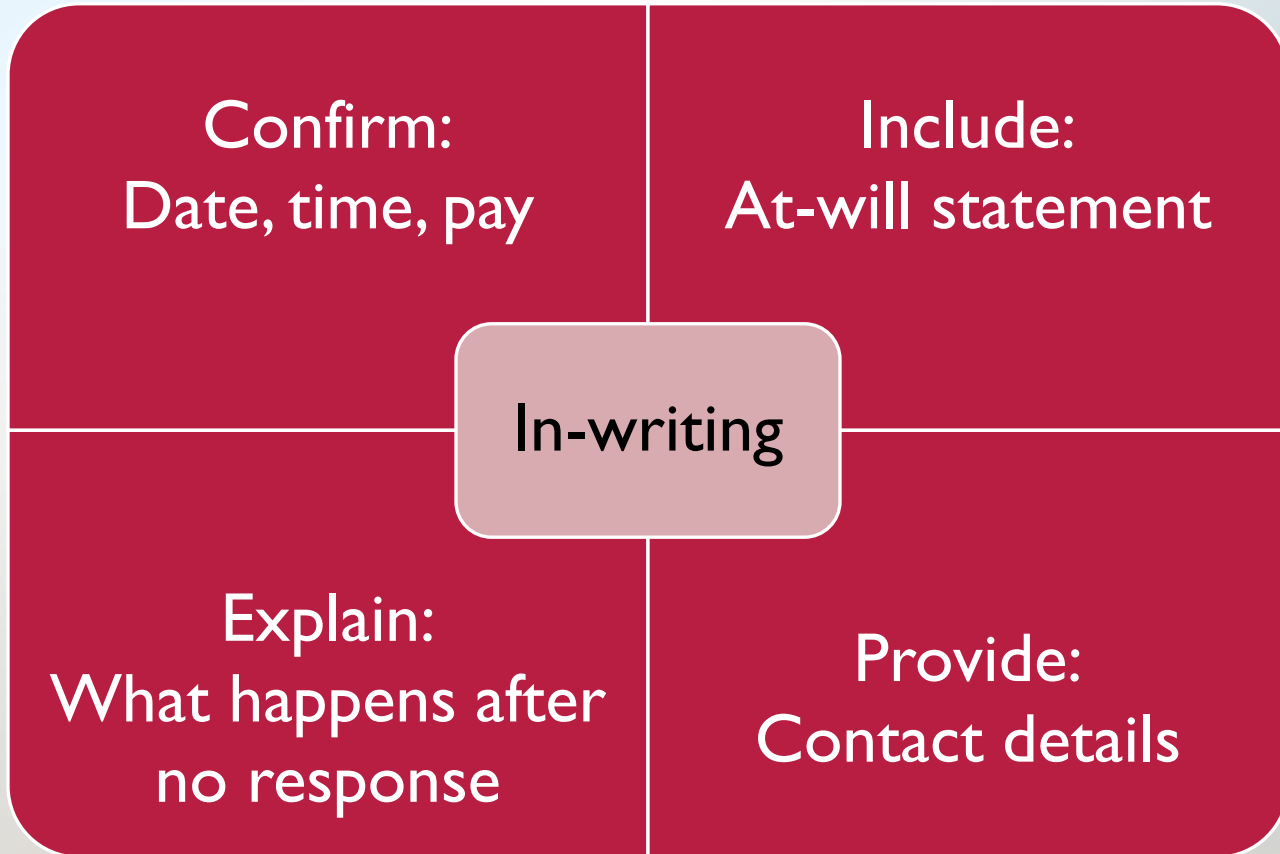 Confirm:
Date, time, pay
Include:
At-will statement
In-writing
Explain:
What happens after
no response
Provide:
Contact details